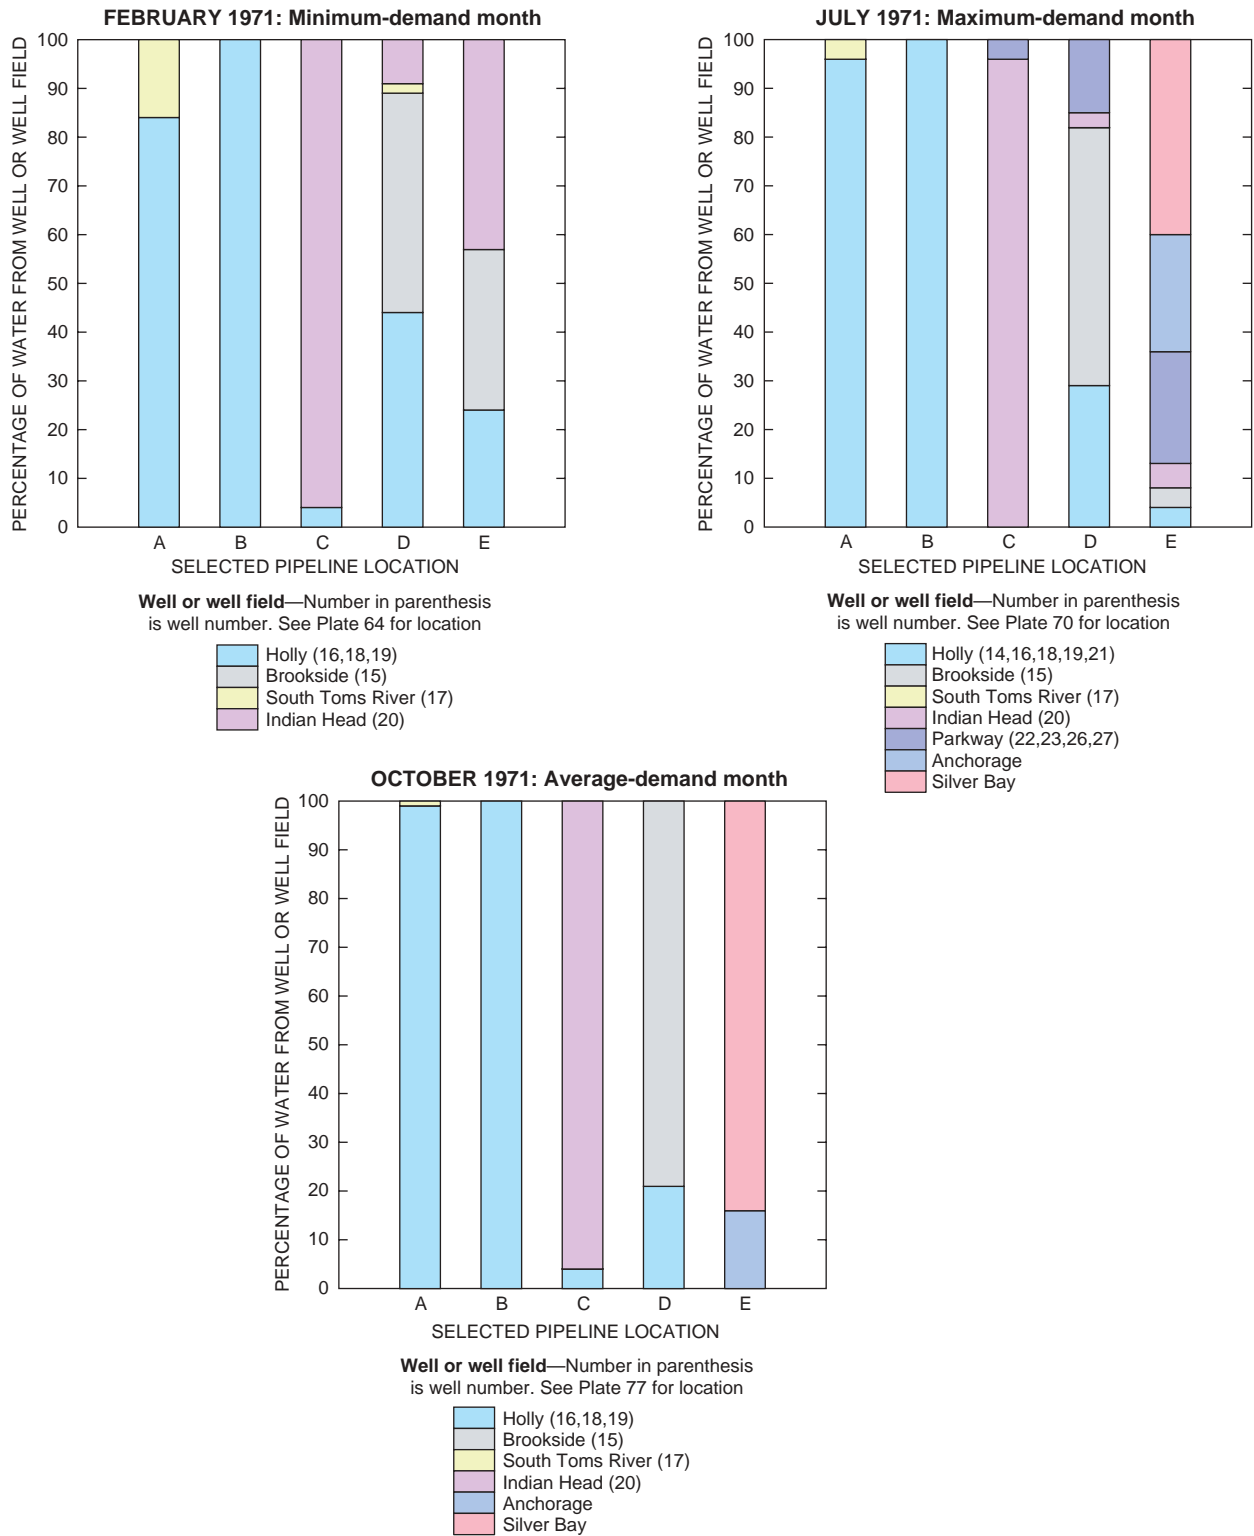 FEBRUARY 1971: Minimum-demand month
PERCENTAGE OF WATER FROM WELL OR WELL FIELD
100
90
80
70
60
50
40
30
20
10
0
A B C D E
SELECTED PIPELINE LOCATION
Well or well field—Number in parenthesis
is well number. See Plate 64 for location
Holly (16,18,19)
Brookside (15)
South Toms River (17)
Indian Head (20)
JULY 1971: Maximum-demand month
PERCENTAGE OF WATER FROM WELL OR WELL FIELD
100
90
80
70
60
50
40
30
20
10
0
A B C D E
SELECTED PIPELINE LOCATION
Well or well field—Number in parenthesis
is well number. See Plate 70 for location
Holly (14,16,18,19,21)
Brookside (15)
South Toms River (17)
Indian Head (20)
Parkway (22,23,26,27)
Anchorage
Silver Bay
OCTOBER 1971: Average-demand month
PERCENTAGE OF WATER FROM WELL OR WELL FIELD
100
90
80
70
60
50
40
30
20
10
0
A B C D E
SELECTED PIPELINE LOCATION
Well or well field—Number in parenthesis
is well number. See Plate 77 for location
Holly (16,18,19)
Brookside (15)
South Toms River (17)
Indian Head (20)
Anchorage
Silver Bay